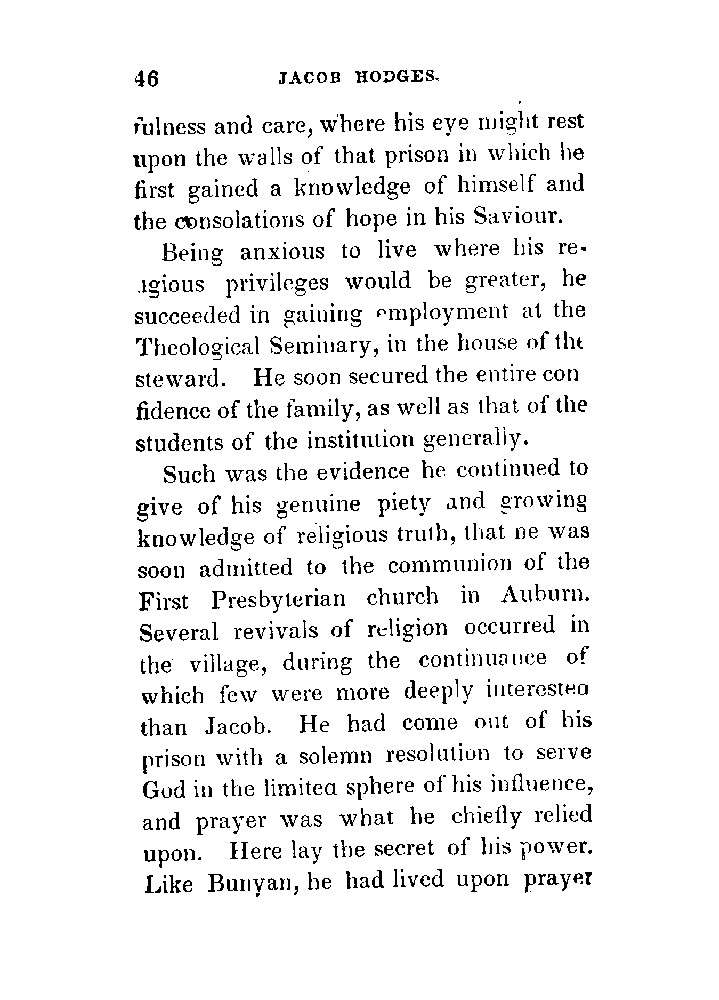 46 JACOB HODGES.
fulness and care, where his eye might rest
upon the walls of that prison in which he
first gained a knowledge of himself and
the consolations of hope in his Saviour.
Being anxious to live where his re-
ligious privileges would be greater, he
succeeded in gaining employment at the
Theological Seminary, in the house of the
steward. He soon secured the entire con
fidence of the family, as well as that of the
students of the institution generally.
Such was the evidence he continued to
give of his genuine piety and growing
knowledge of religious truth, that he was
soon admitted to the communion of the
First Presbyterian church in Auburn.
Several revivals of religion occurred in
the village, during the continuance of
which few were more deeply interested
than Jacob. He had come out of his
prison with a solemn resolution to serve
God in the limited sphere of his influence,
and prayer was what he chiefly relied
upon. Here lay the secret of his power.
Like Bunyan, he had lived upon prayer